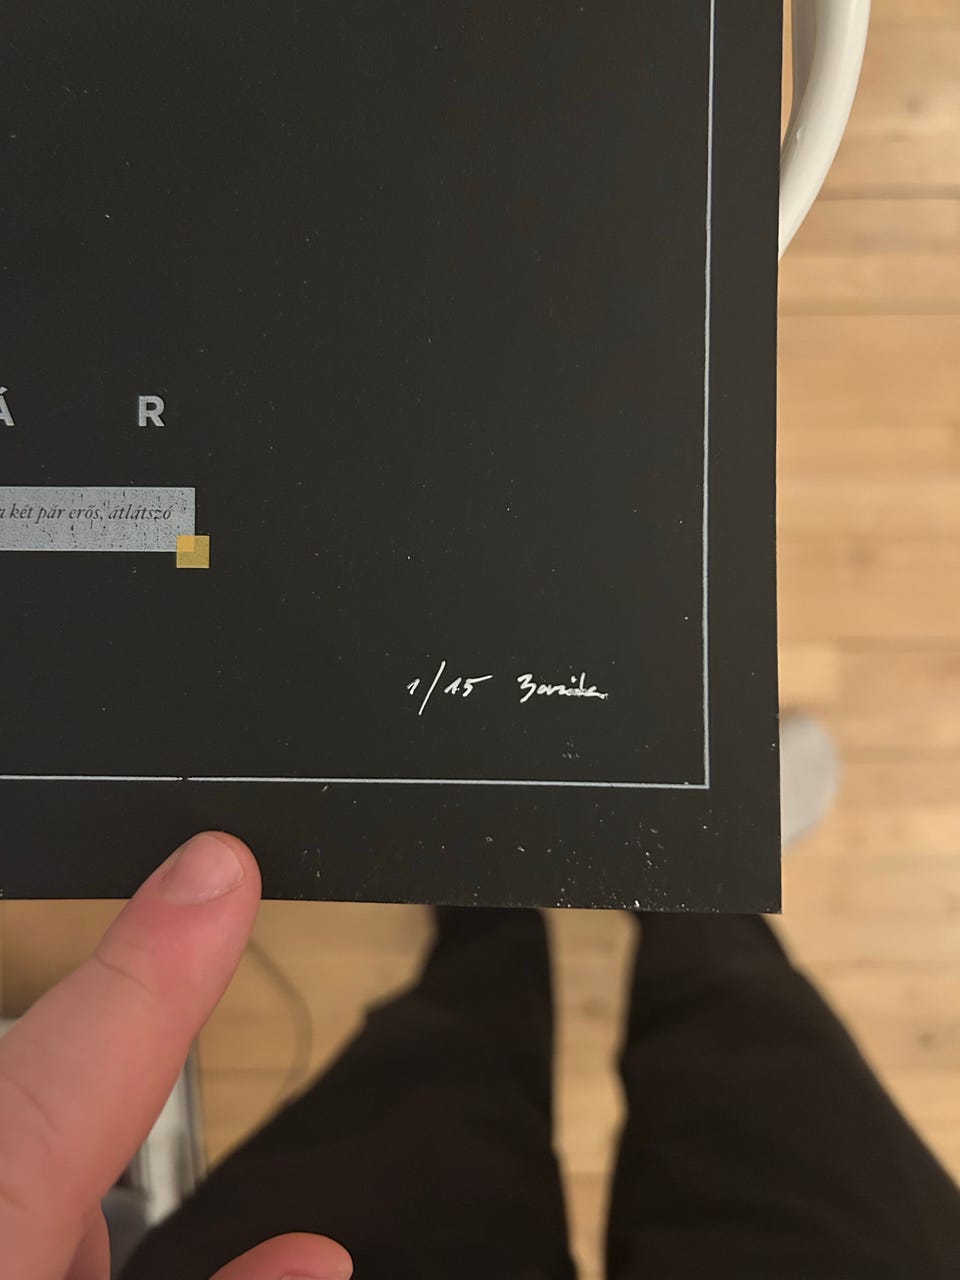 Á R
a két pár erős, átlátszó
1/15